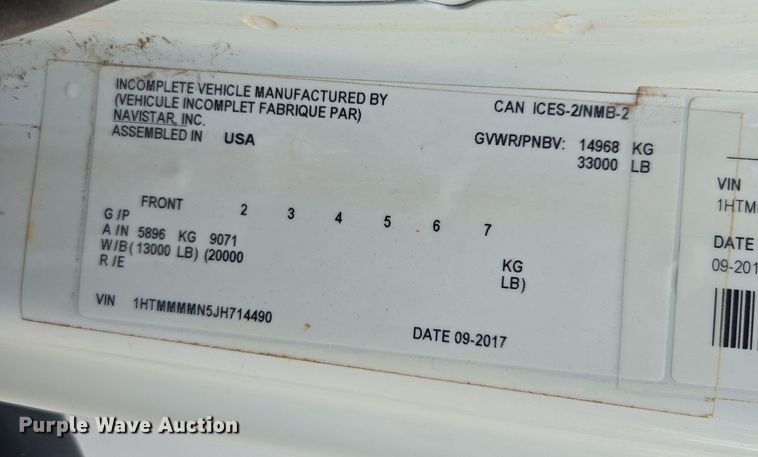 INCOMPLETE VEHICLE MANUFACTURED BY
(VEHICULE INCOMPLET FABRIQUE PAR)
NAVISTAR, INC.
ASSEMBLED IN USA
CAN ICES-2/NMB-2
GVWR/PNBV: 14968 KG
33000 LB
FRONT 2 3 4 5 6 7
G /P
A /N 5896 KG 9071 KG
W/B (13000 LB) (20000 LB)
R /E
VIN 1HTMMMMN5JH714490
DATE 09-2017
VIN
1HTM
DATE
09-201
Purple Wave Auction